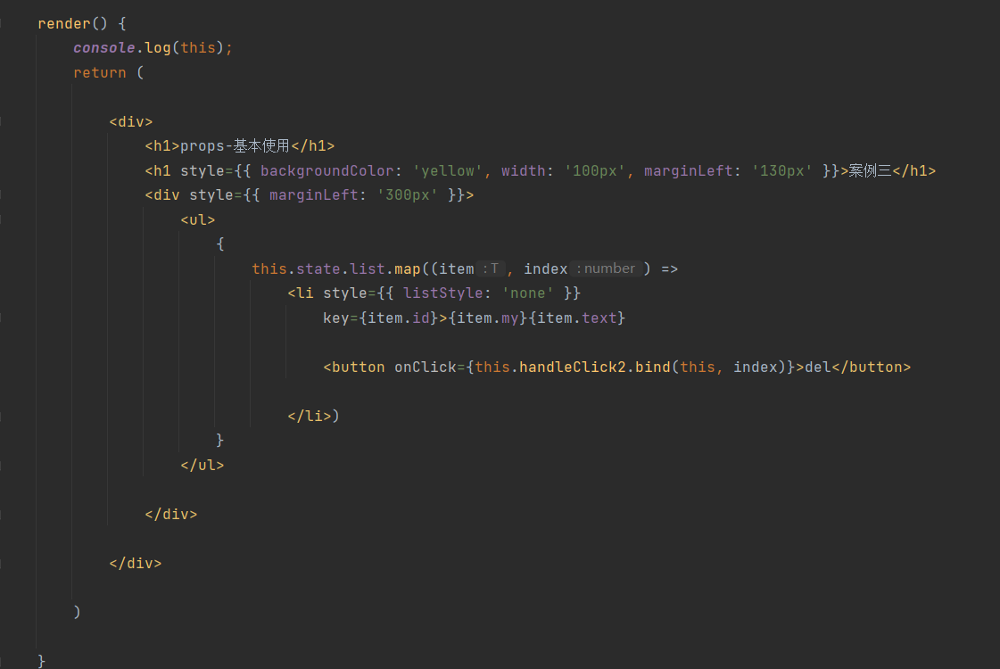 render() {
console.log(this);
return (
<div>
<h1>props-基本使用</h1>
<h1 style={{ backgroundColor: 'yellow', width: '100px', marginLeft: '130px' }}>案例三</h1>
<div style={{ marginLeft: '300px' }}>
<ul>
{
this.state.list.map((item : T , index : number ) =>
<li style={{ listStyle: 'none' }}
key={item.id}>{item.my}{item.text}
<button onClick={this.handleClick2.bind(this, index)}>del</button>
</li>)
}
</ul>
</div>
</div>
)
}